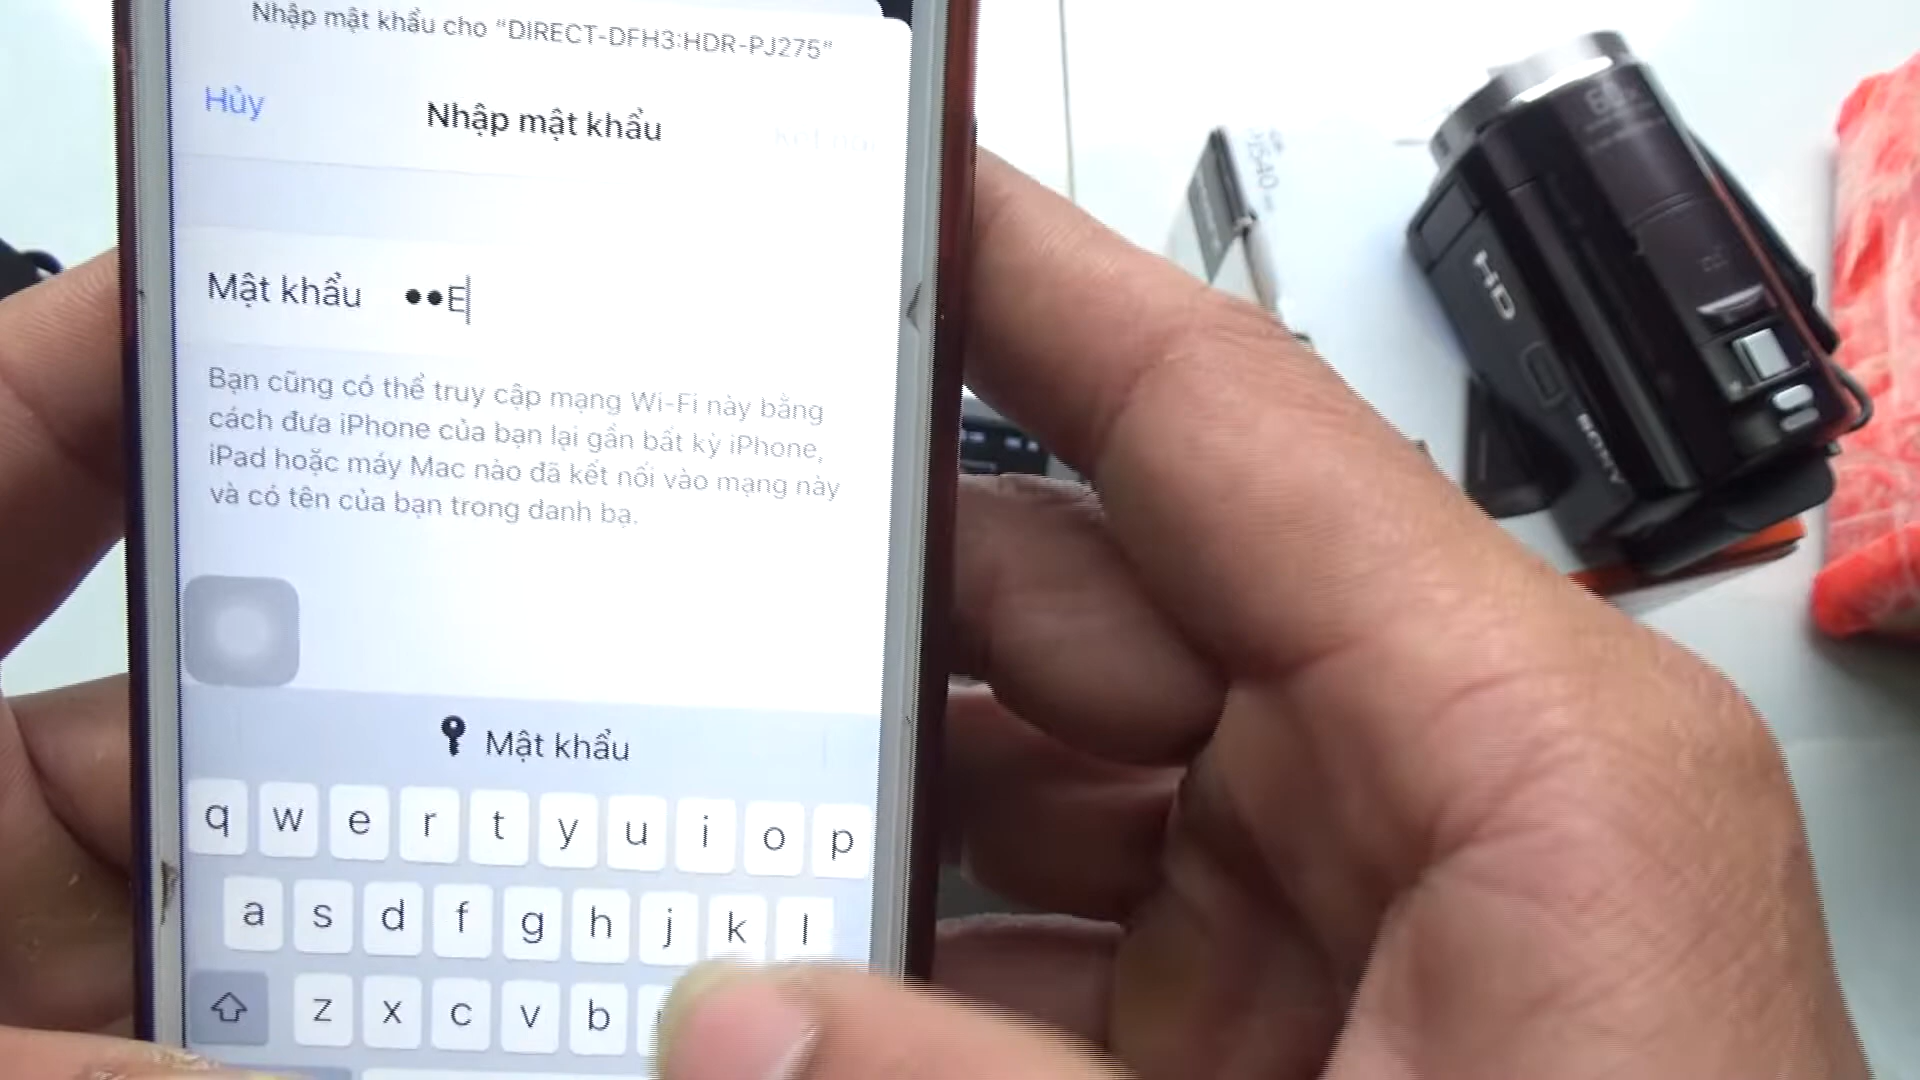 Nhập mật khẩu cho “DIRECT-DFH3:HDR-PJ275”
Hủy
Nhập mật khẩu
Mật khẩu ●●E
Bạn cũng có thể truy cập mạng Wi-Fi này bằng
cách đưa iPhone của bạn lại gần bất kỳ iPhone,
iPad hoặc máy Mac nào đã kết nối vào mạng này
và có tên của bạn trong danh bạ.
Mật khẩu
q w e r t y u i o p
a s d f g h j k l
z x c v b
HD
SONY